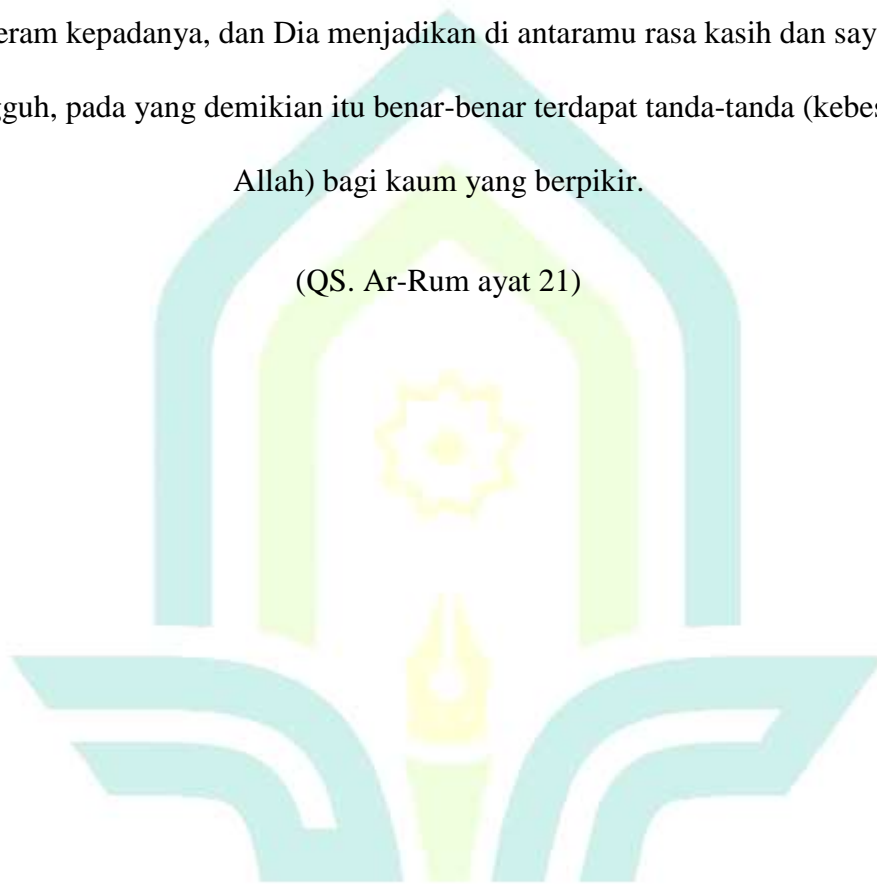 eram kepadanya, dan Dia menjadikan di antaramu rasa kasih dan say
gguh, pada yang demikian itu benar-benar terdapat tanda-tanda (kebes
Allah) bagi kaum yang berpikir.
(QS. Ar-Rum ayat 21)